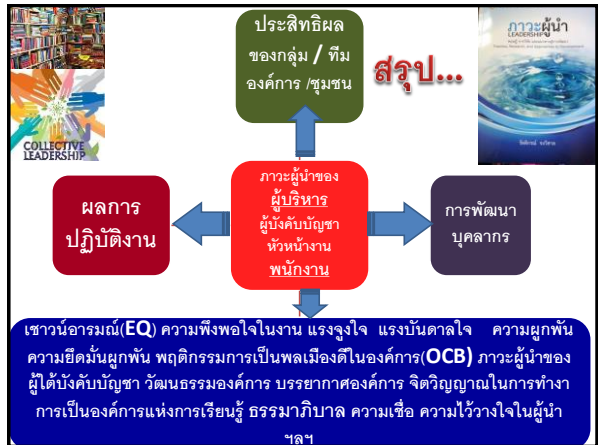 ประสิทธิผล
ของกลุ่ม / ทีม
องค์การ /ชุมชน
สรุป...
ภาวะผู้นำ
LEADERSHIP
COLLECTIVE
LEADERSHIP
ผลการ
ปฏิบัติงาน
ภาวะผู้นำของ
ผู้บริหาร
ผู้บังคับบัญชา
หัวหน้างาน
พนักงาน
การพัฒนา
บุคลากร
เชาวน์อารมณ์(EQ) ความพึงพอใจในงาน แรงจูงใจ แรงบันดาลใจ ความผูกพัน
ความยึดมั่นผูกพัน พฤติกรรมการเป็นพลเมืองดีในองค์การ(OCB) ภาวะผู้นำของ
ผู้ใต้บังคับบัญชา วัฒนธรรมองค์การ บรรยากาศองค์การ จิตวิญญาณในการทำงา
การเป็นองค์การแห่งการเรียนรู้ ธรรมาภิบาล ความเชื่อ ความไว้วางใจในผู้นำ
ฯลฯ